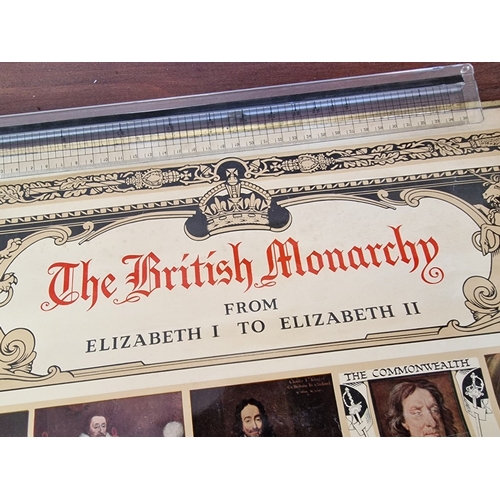 The British Monarchy
FROM
ELIZABETH I TO ELIZABETH II
THE COMMONWEALTH